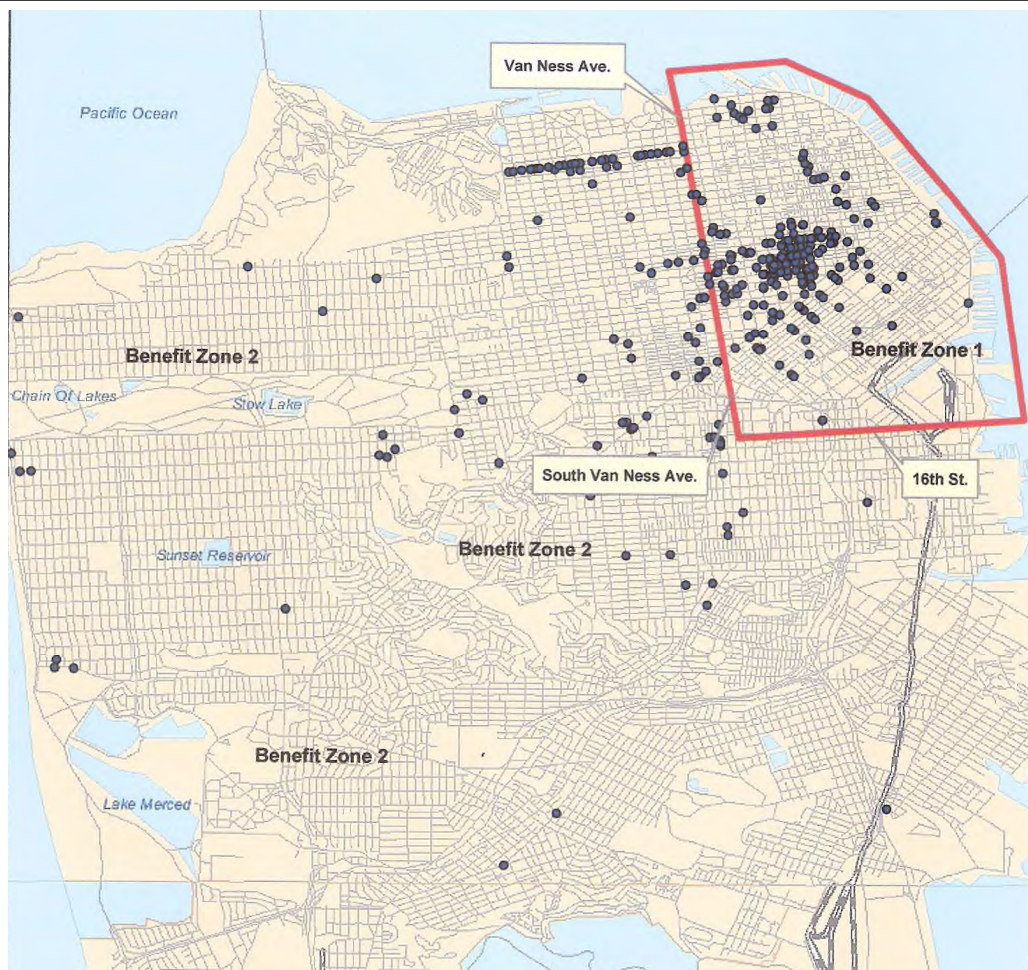 Van Ness Ave.
Pacific Ocean
Benefit Zone 2
Benefit Zone 1
Chain Of Lakes
Stow Lake
South Van Ness Ave.
16th St.
Sunset Reservoir
Benefit Zone 2
Benefit Zone 2
Lake Merced